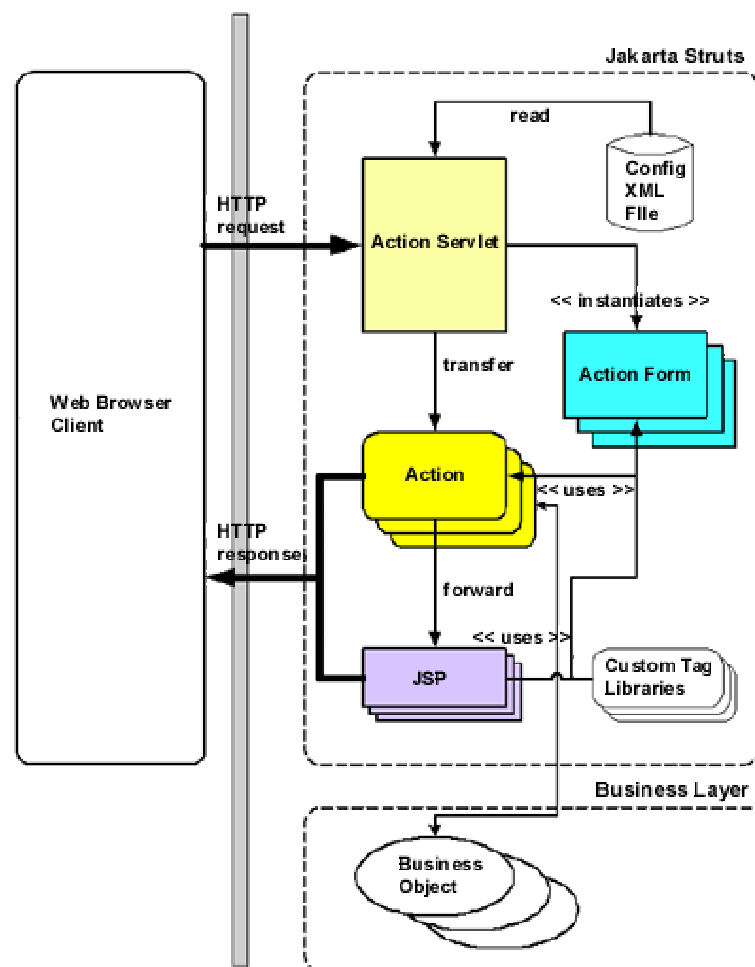 Jakarta Struts
read
Config
XML
FIle
HTTP
request
Action Servlet
<< instantiates >>
transfer
Action Form
Web Browser
Client
Action
<< uses >>
HTTP
response
forward
<< uses >>
JSP
Custom Tag
Libraries
Business Layer
Business
Object